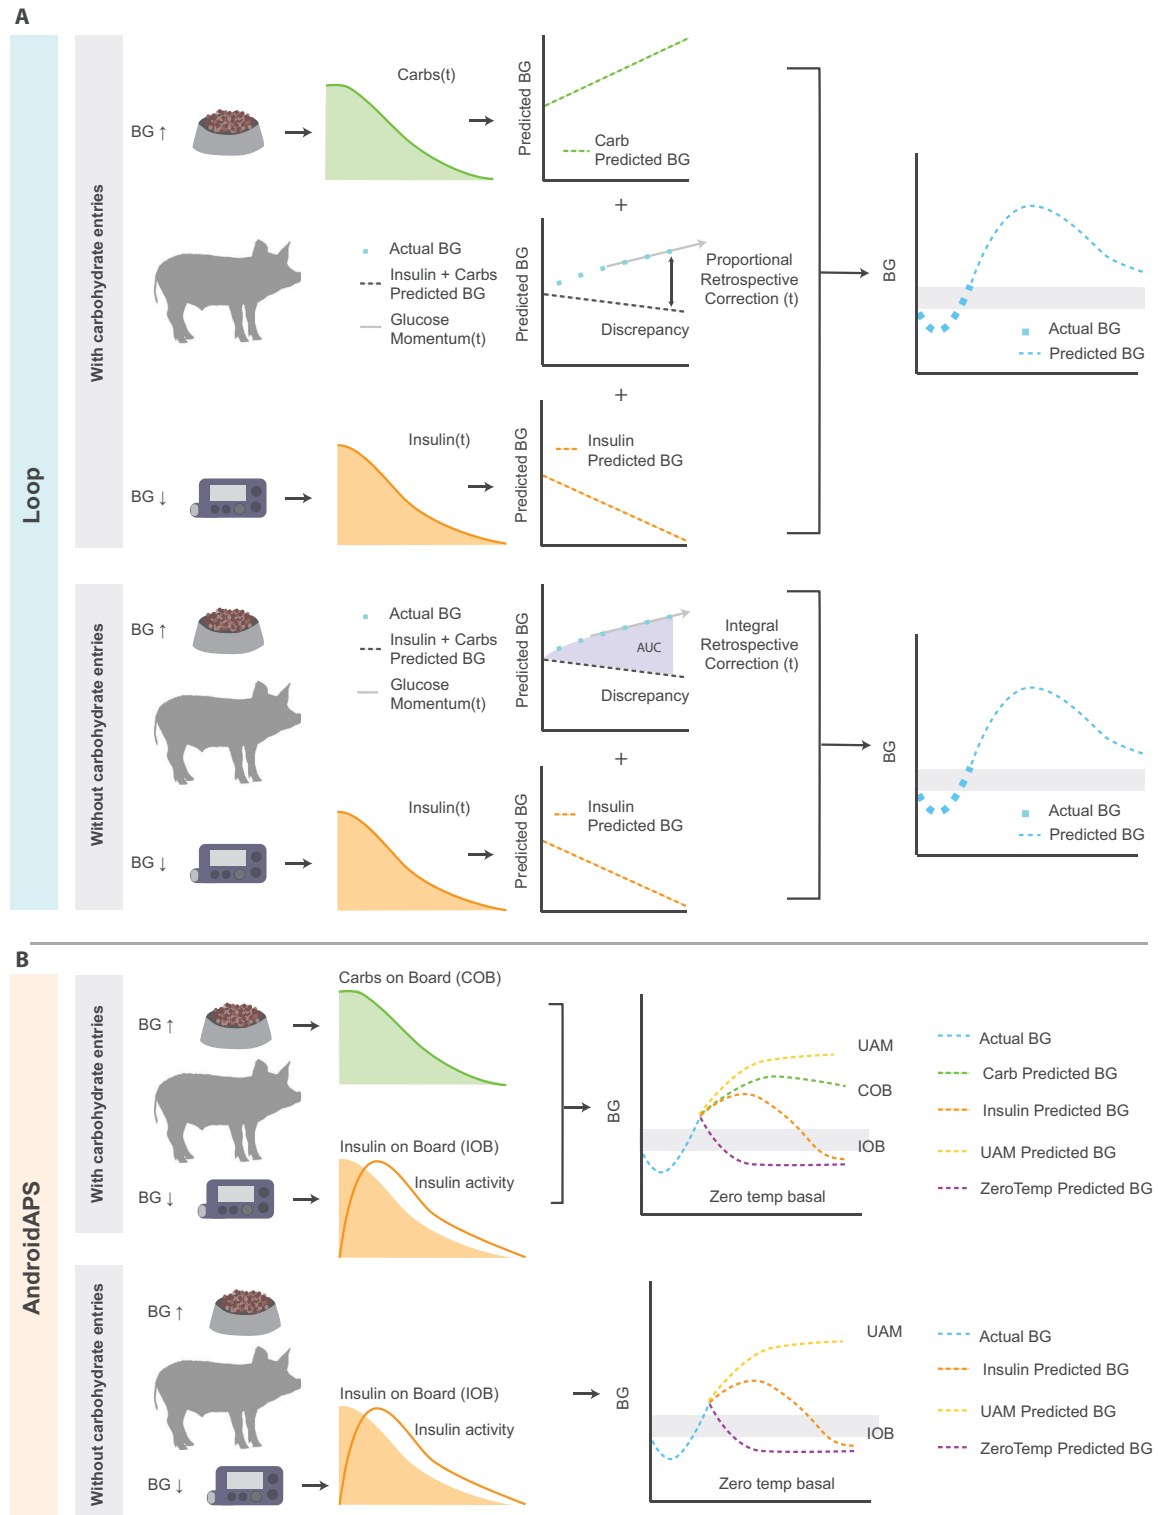 A
Loop
With carbohydrate entries
BG ↑
Carbs(t)
Predicted BG
Carb
Predicted BG
+
Actual BG
Insulin + Carbs
Predicted BG
Glucose
Momentum(t)
Predicted BG
Discrepancy
Proportional
Retrospective
Correction (t)
+
BG ↓
Insulin(t)
Predicted BG
Insulin
Predicted BG
BG
Actual BG
Predicted BG
Without carbohydrate entries
BG ↑
Actual BG
Insulin + Carbs
Predicted BG
Glucose
Momentum(t)
Predicted BG
AUC
Discrepancy
Integral
Retrospective
Correction (t)
+
BG ↓
Insulin(t)
Predicted BG
Insulin
Predicted BG
BG
Actual BG
Predicted BG
B
AndroidAPS
With carbohydrate entries
BG ↑
Carbs on Board (COB)
BG ↓
Insulin on Board (IOB)
Insulin activity
BG
UAM
COB
IOB
Zero temp basal
Actual BG
Carb Predicted BG
Insulin Predicted BG
UAM Predicted BG
ZeroTemp Predicted BG
Without carbohydrate entries
BG ↑
BG ↓
Insulin on Board (IOB)
Insulin activity
BG
UAM
IOB
Zero temp basal
Actual BG
Insulin Predicted BG
UAM Predicted BG
ZeroTemp Predicted BG